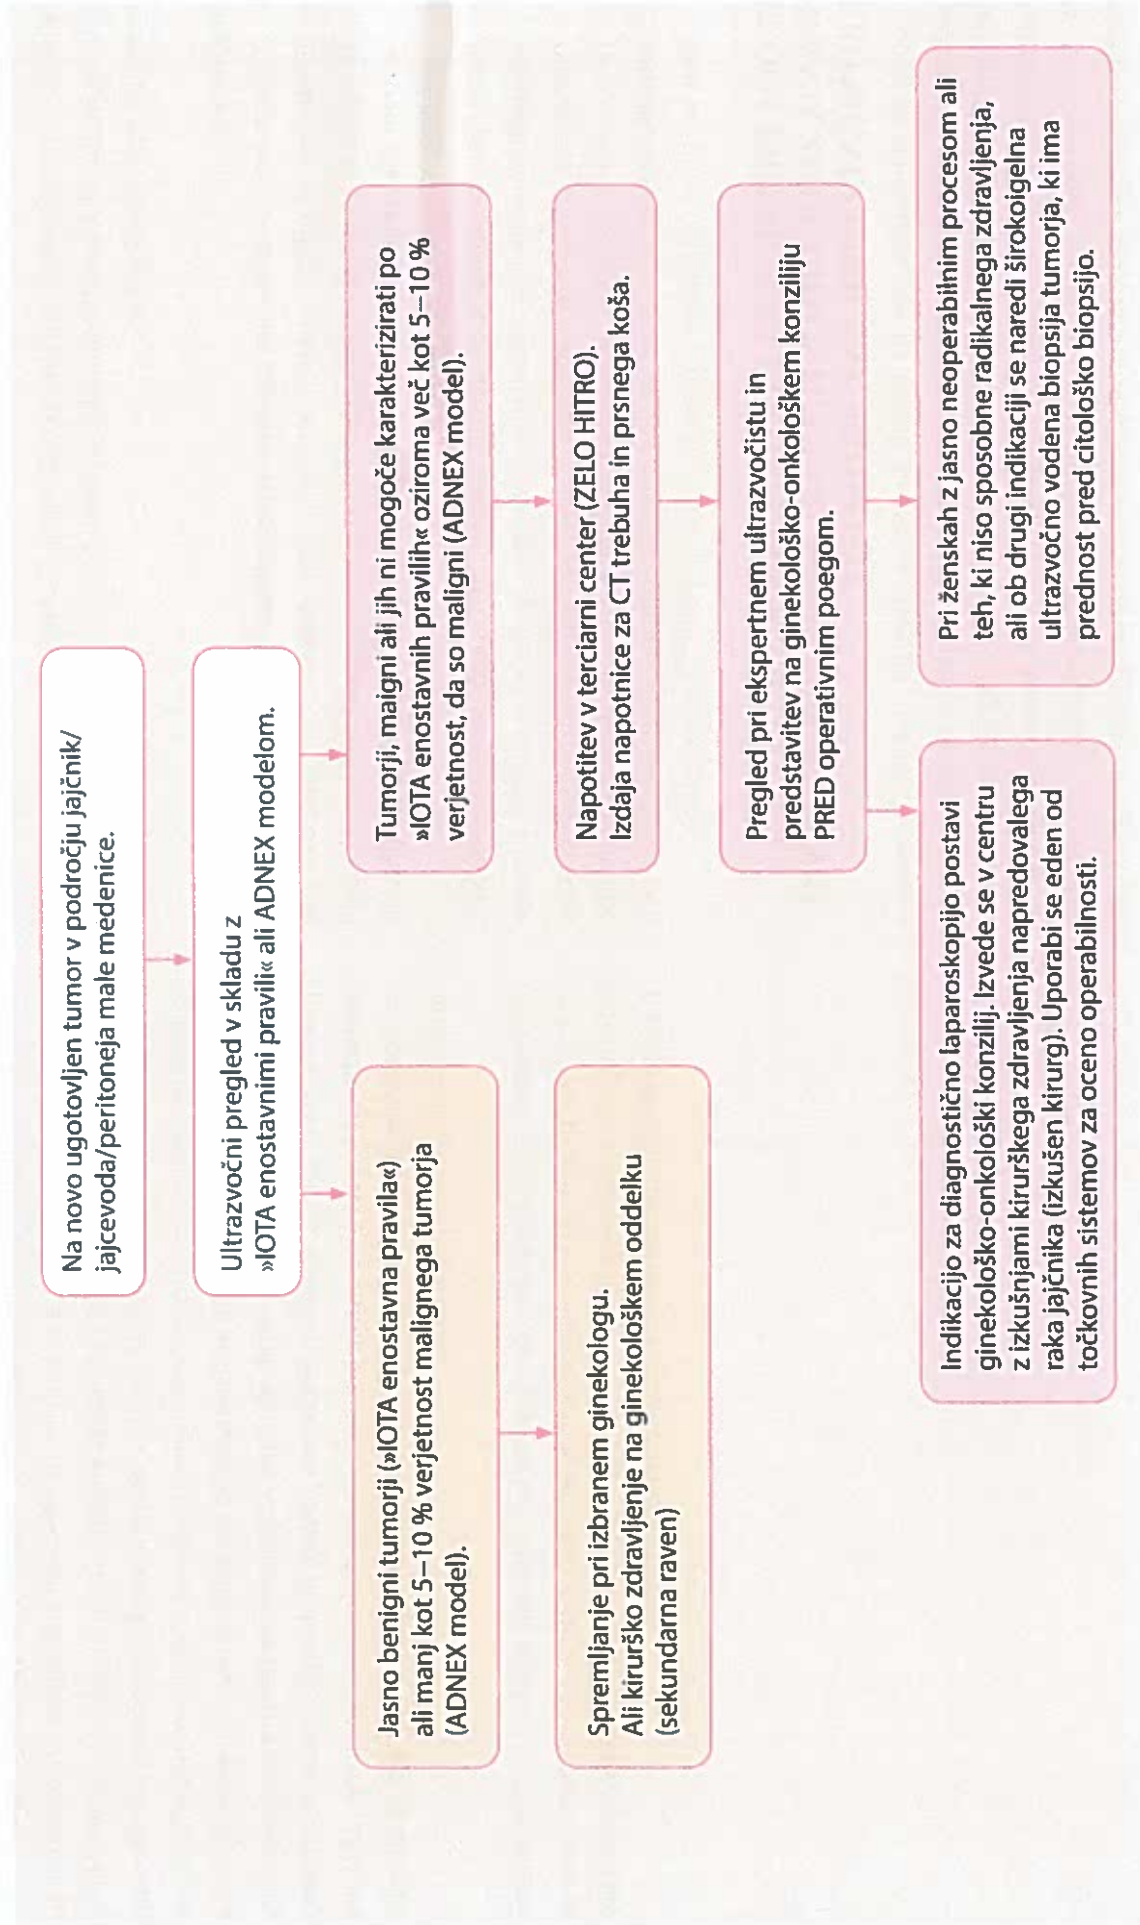 Na novo ugotovljen tumor v področju jajčnik/
jajcevoda/peritoneja male medenice.
Ultrazvočni pregled v skladu z
»IOTA enostavnimi pravili« ali ADNEX modelom.
Jasno benigni tumorji (»IOTA enostavna pravila«)
ali manj kot 5–10 % verjetnost malignega tumorja
(ADNEX model).
Spremljanje pri izbranem ginekologu.
Ali kirurško zdravljenje na ginekološkem oddelku
(sekundarna raven)
Tumorji, maigni ali jih ni mogoče karakterizirati po
»IOTA enostavnih pravilih« oziroma več kot 5–10 %
verjetnost, da so maligni (ADNEX model).
Napotitev v terciarni center (ZELO HITRO).
Izdaja napotnice za CT trebuha in prsnega koša.
Pregled pri ekspertnem ultrazvočistu in
predstavitev na ginekološko-onkološkem konziliju
PRED operativnim poegom.
Indikacijo za diagnostično laparoskopijo postavi
ginekološko-onkološki konzilij. Izvede se v centru
z izkušnjami kirurškega zdravljenja napredovalega
raka jajčnika (izkušen kirurg). Uporabi se eden od
točkovnih sistemov za oceno operabilnosti.
Pri ženskah z jasno neoperabilnim procesom ali
teh, ki niso sposobne radikalnega zdravljenja,
ali ob drugi indikaciji se naredi širokoigelna
ultrazvočno vodena biopsija tumorja, ki ima
prednost pred citološko biopsijo.